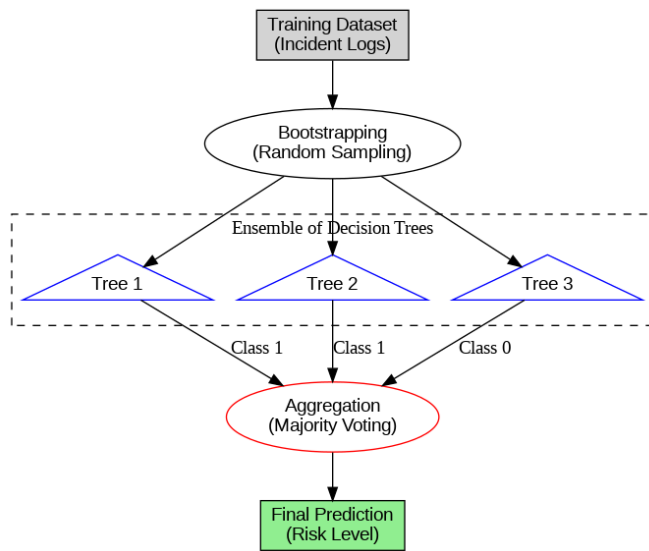 Training Dataset
(Incident Logs)
Bootstrapping
(Random Sampling)
Ensemble of Decision Trees
Tree 1
Tree 2
Tree 3
Class 1
Class 1
Class 0
Aggregation
(Majority Voting)
Final Prediction
(Risk Level)